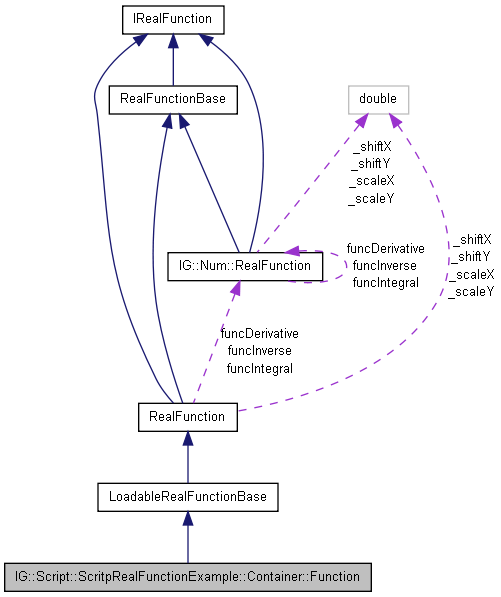 IRealFunction
RealFunctionBase
double
_shiftX
_shiftY
_scaleX
_scaleY
IG::Num::RealFunction
funcDerivative
funcInverse
funcIntegral
_shiftX
_shiftY
_scaleX
_scaleY
funcDerivative
funcInverse
funcIntegral
RealFunction
LoadableRealFunctionBase
IG::Script::ScritpRealFunctionExample::Container::Function